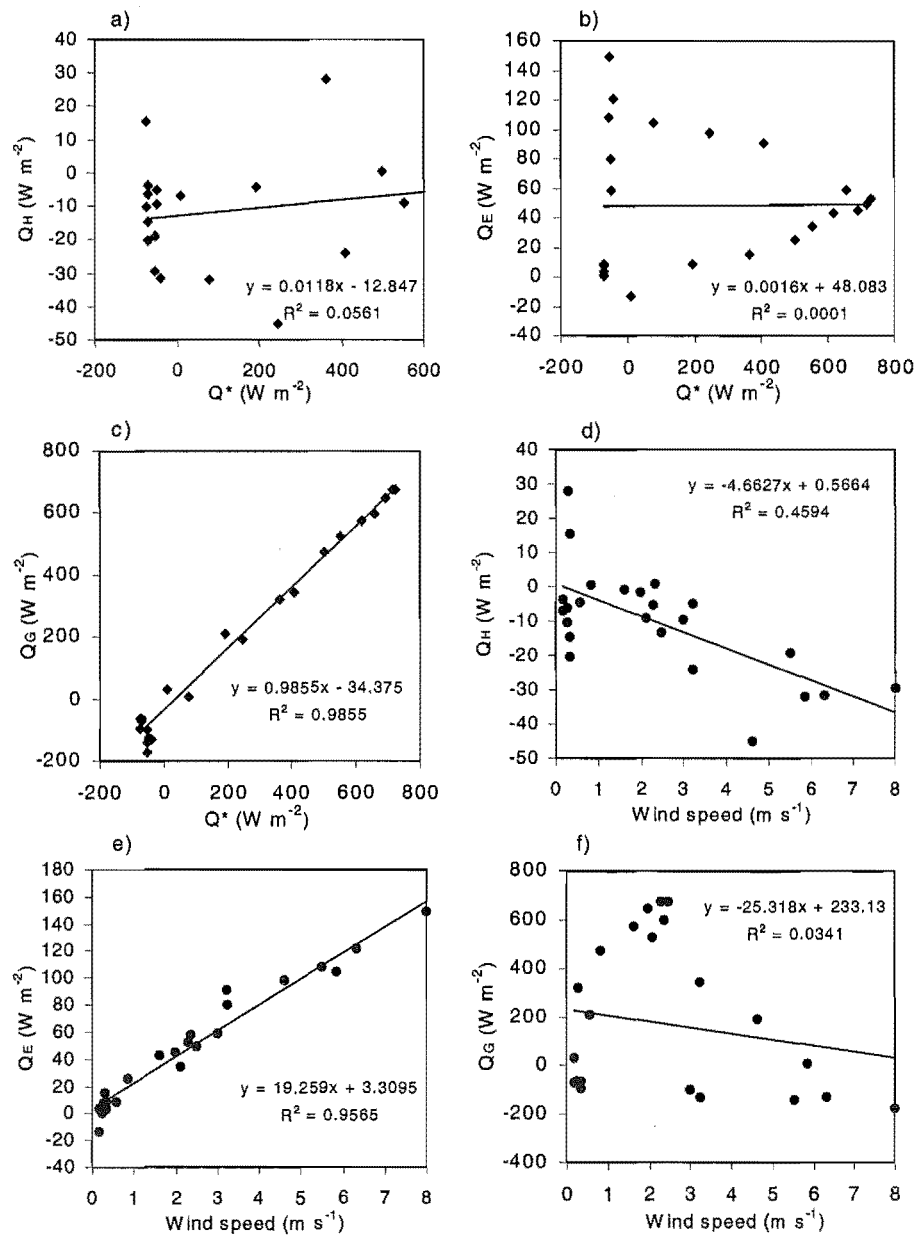 a)
40
30
20
10
0
-10
-20
-30
-40
-50
QH (W m-2)
y = 0.0118x - 12.847
R2 = 0.0561
-200 0 200 400 600
Q* (W m-2)
b)
160
140
120
100
80
60
40
20
0
-20
-40
QE (W m-2)
y = 0.0016x + 48.083
R2 = 0.0001
-200 0 200 400 600 800
Q* (W m-2)
c)
800
600
400
200
0
-200
QG (W m-2)
y = 0.9855x - 34.375
R2 = 0.9855
-200 0 200 400 600 800
Q* (W m-2)
d)
40
30
20
10
0
-10
-20
-30
-40
-50
QH (W m-2)
y = -4.6627x + 0.5664
R2 = 0.4594
0 1 2 3 4 5 6 7 8
Wind speed (m s-1)
e)
180
160
140
120
100
80
60
40
20
0
-20
-40
QE (W m-2)
y = 19.259x + 3.3095
R2 = 0.9565
0 1 2 3 4 5 6 7 8
Wind speed (m s-1)
f)
800
600
400
200
0
-200
-400
QG (W m-2)
y = -25.318x + 233.13
R2 = 0.0341
0 1 2 3 4 5 6 7 8
Wind speed (m s-1)